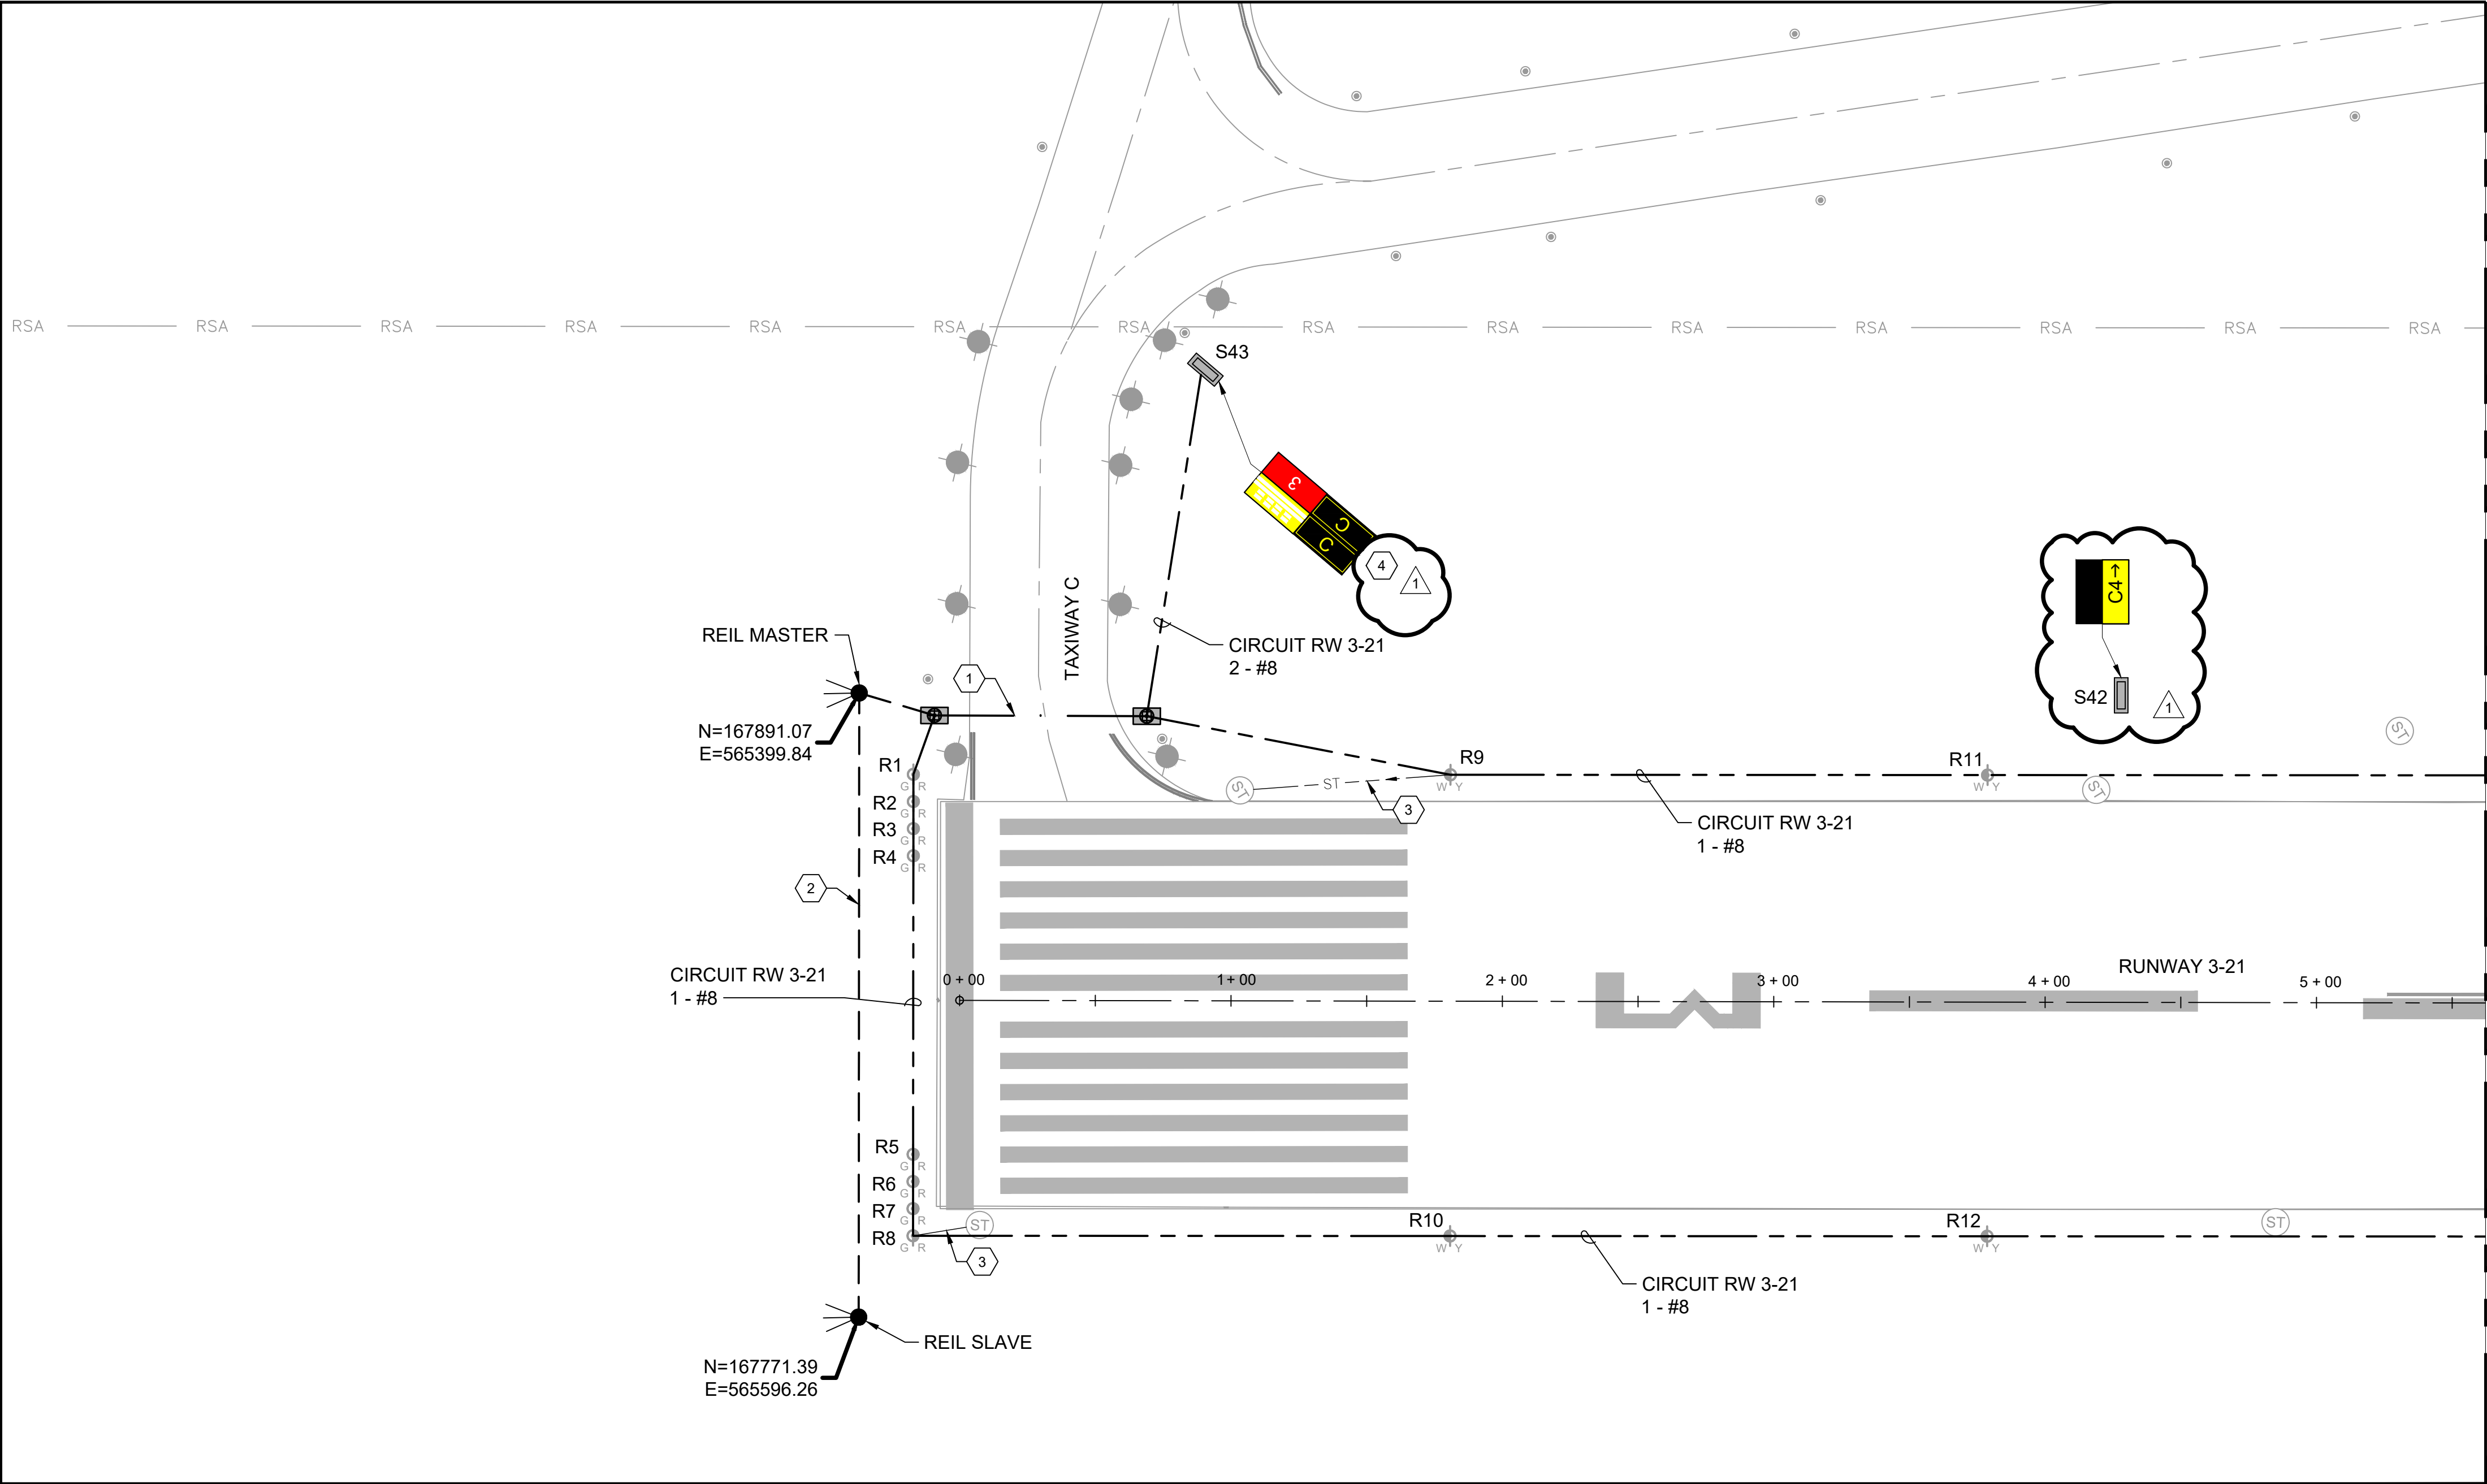 RSA RSA RSA RSA RSA RSA RSA RSA RSA RSA RSA RSA RSA RSA
S43
3
C
C
4
1
TAXIWAY C
C4→
S42
1
REIL MASTER
1
CIRCUIT RW 3-21
2 - #8
N=167891.07
E=565399.84
ST
R1
G R
R2
G R
R3
G R
R4
G R
R9
W Y
ST
ST
3
R11
W Y
ST
CIRCUIT RW 3-21
1 - #8
2
CIRCUIT RW 3-21
1 - #8
0 + 00
1 + 00
2 + 00
3 + 00
4 + 00
5 + 00
RUNWAY 3-21
R5
G R
R6
G R
R7
G R
R8
G R
ST
3
R10
W Y
R12
W Y
ST
CIRCUIT RW 3-21
1 - #8
REIL SLAVE
N=167771.39
E=565596.26